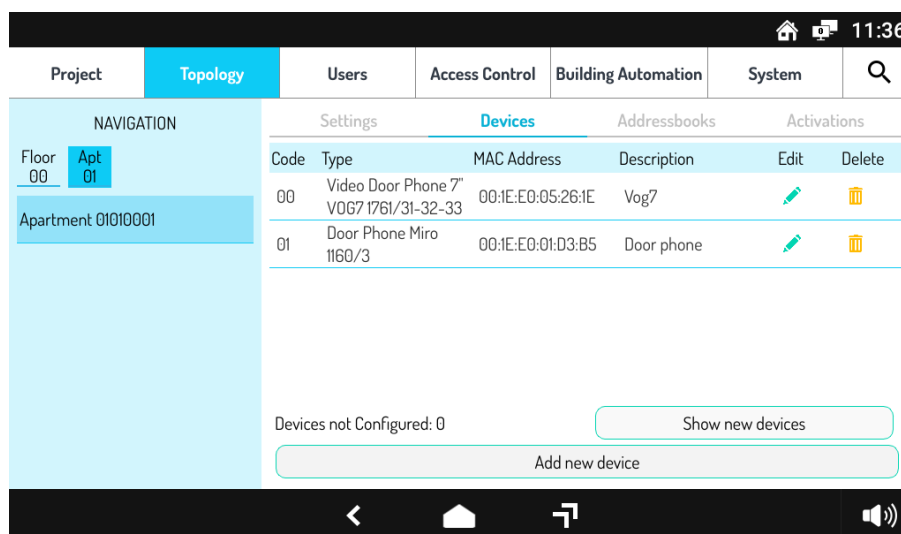 11:36
Project Topology Users Access Control Building Automation System
NAVIGATION
Settings Devices Addressbooks Activations
Floor 00
Apt 01
Apartment 01010001
Code Type MAC Address Description Edit Delete
00 Video Door Phone 7" VOG7 1761/31-32-33 00:1E:E0:05:26:1E Vog7
01 Door Phone Miro 1160/3 00:1E:E0:01:D3:B5 Door phone
Devices not Configured: 0
Show new devices
Add new device